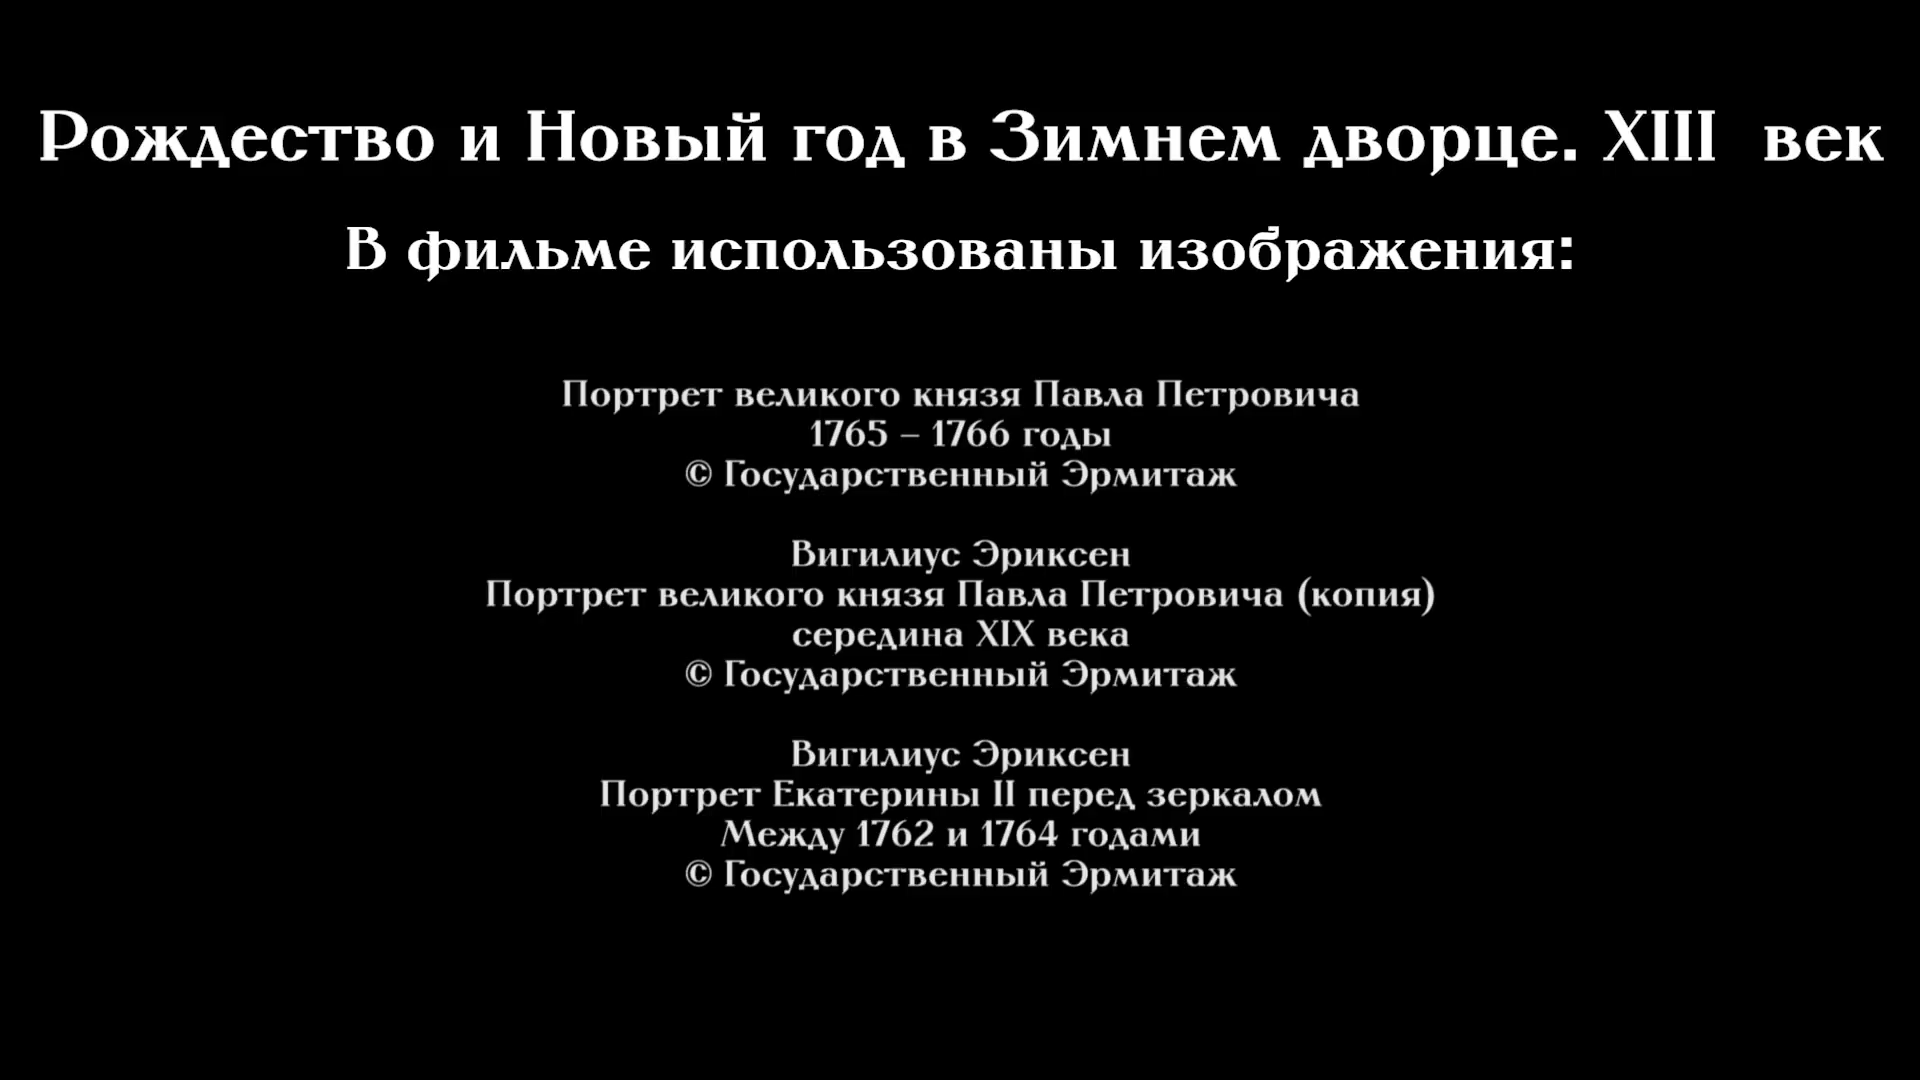 Рождество и Новый год в Зимнем дворце. XIII век
В фильме использованы изображения:
Портрет великого князя Павла Петровича
1765 – 1766 годы
© Государственный Эрмитаж
Вигилиус Эриксен
Портрет великого князя Павла Петровича (копия)
середина XIX века
© Государственный Эрмитаж
Вигилиус Эриксен
Портрет Екатерины II перед зеркалом
Между 1762 и 1764 годами
© Государственный Эрмитаж